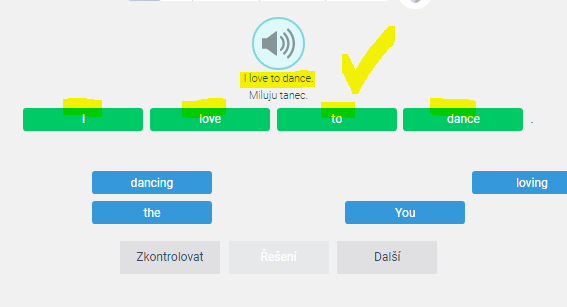 I love to dance.
Miluju tanec.
I love to dance .
dancing loving
the You
Zkontrolovat Řešení Další